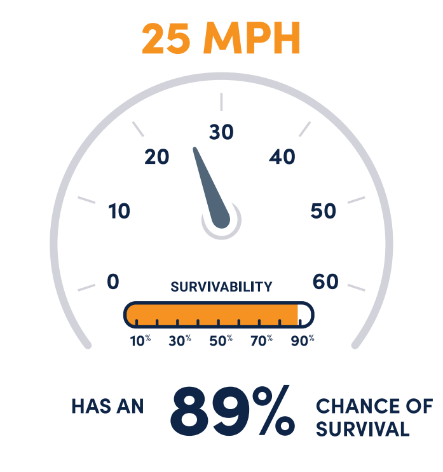 25 MPH
30
20 40
10 50
0 60
SURVIVABILITY
10% 30% 50% 70% 90%
HAS AN 89% CHANCE OF
SURVIVAL